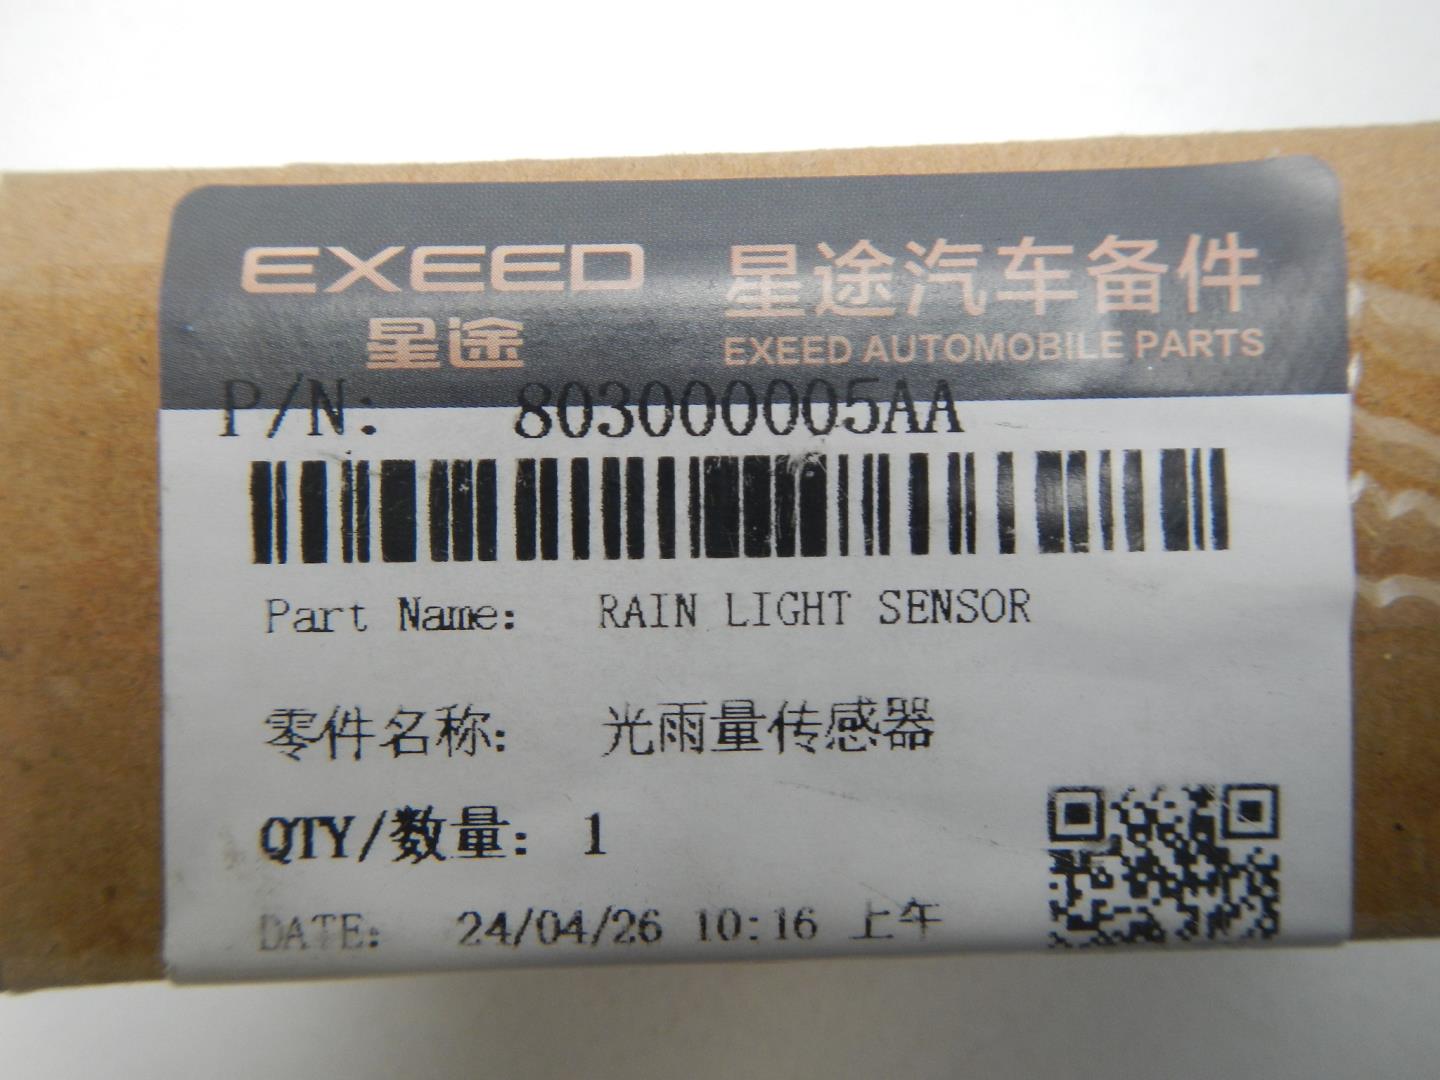 EXEED
星途
星途汽车备件
EXEED AUTOMOBILE PARTS
P/N: 803000005AA
Part Name: RAIN LIGHT SENSOR
零件名称: 光雨量传感器
QTY/数量: 1
DATE: 24/04/26 10:16 上午